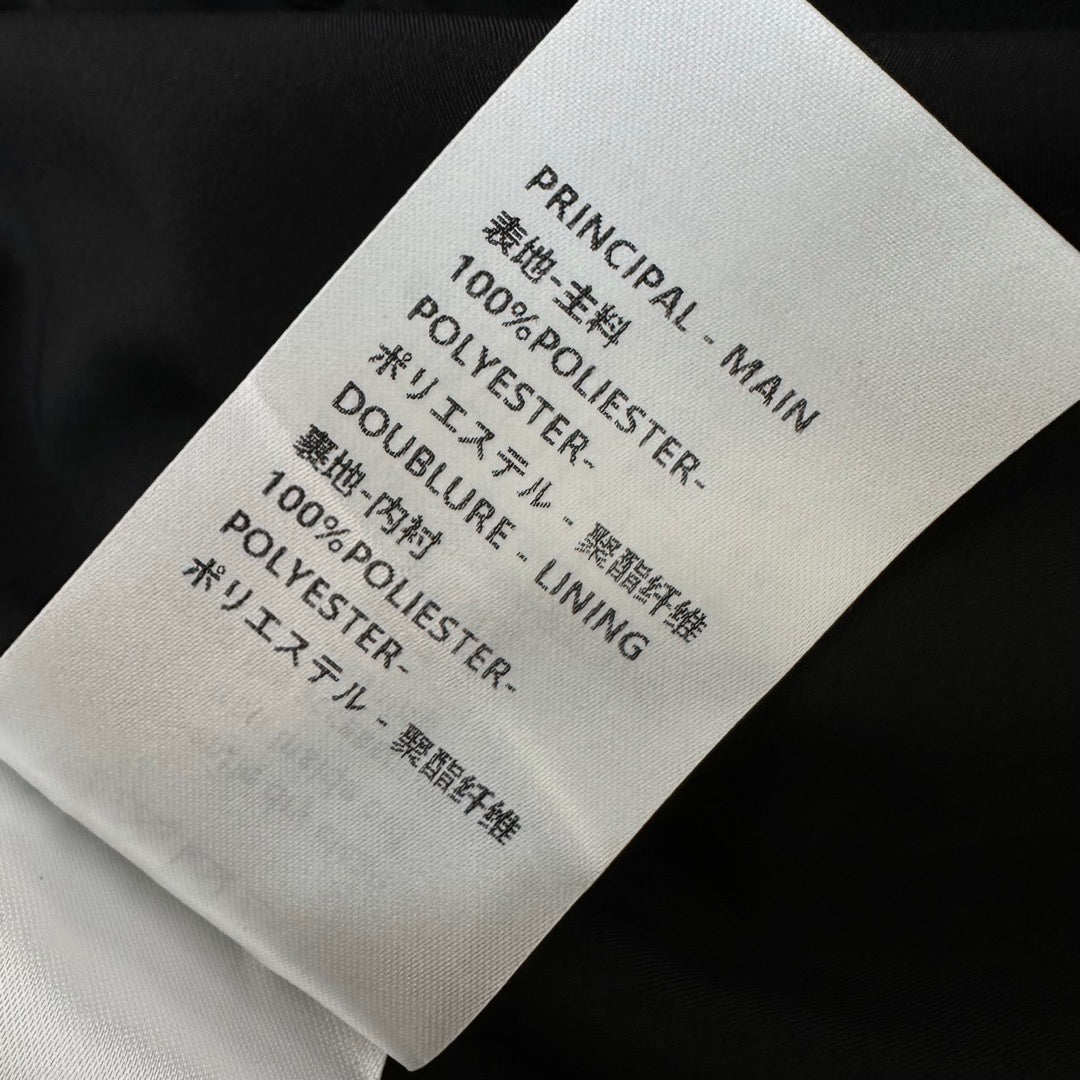 PRINCIPAL - MAIN
表地-主料
100%POLIESTER-
POLYESTER-
ポリエステル - 聚酯纤维
DOUBLURE - LINING
裏地-内衬
100%POLIESTER-
POLYESTER-
ポリエステル - 聚酯纤维